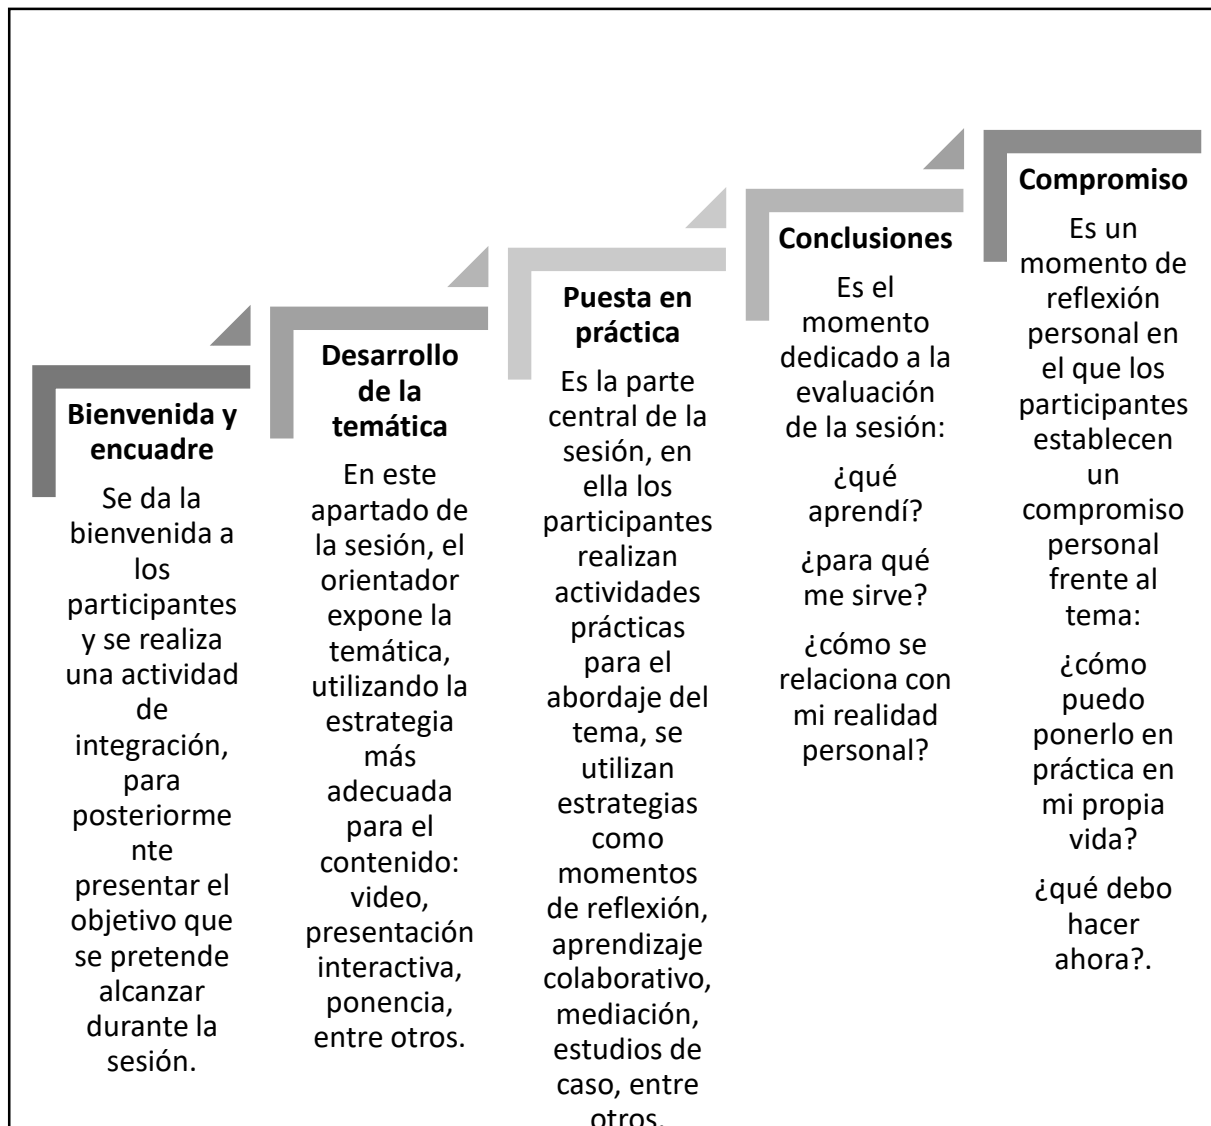 Bienvenida y
encuadre
Se da la
bienvenida a
los
participantes
y se realiza
una actividad
de
integración,
para
posteriorme
nte
presentar el
objetivo que
se pretende
alcanzar
durante la
sesión.
Desarrollo
de la
temática
En este
apartado de
la sesión, el
orientador
expone la
temática,
utilizando la
estrategia
más
adecuada
para el
contenido:
video,
presentación
interactiva,
ponencia,
entre otros.
Puesta en
práctica
Es la parte
central de la
sesión, en
ella los
participantes
realizan
actividades
prácticas
para el
abordaje del
tema, se
utilizan
estrategias
como
momentos
de reflexión,
aprendizaje
colaborativo,
mediación,
estudios de
caso, entre
otros.
Conclusiones
Es el
momento
dedicado a la
evaluación
de la sesión:
¿qué
aprendí?
¿para qué
me sirve?
¿cómo se
relaciona con
mi realidad
personal?
Compromiso
Es un
momento de
reflexión
personal en
el que los
participantes
establecen
un
compromiso
personal
frente al
tema:
¿cómo
puedo
ponerlo en
práctica en
mi propia
vida?
¿qué debo
hacer
ahora?.